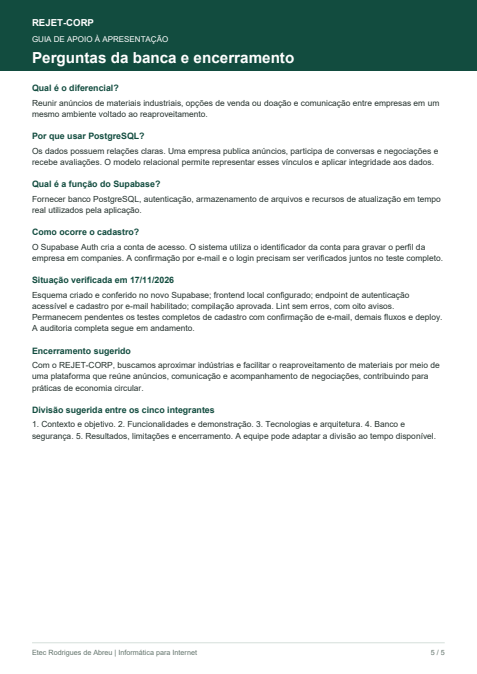 REJET-CORP
GUIA DE APOIO À APRESENTAÇÃO
Perguntas da banca e encerramento
Qual é o diferencial?
Reunir anúncios de materiais industriais, opções de venda ou doação e comunicação entre empresas em um
mesmo ambiente voltado ao reaproveitamento.
Por que usar PostgreSQL?
Os dados possuem relações claras. Uma empresa publica anúncios, participa de conversas e negociações e
recebe avaliações. O modelo relacional permite representar esses vínculos e aplicar integridade aos dados.
Qual é a função do Supabase?
Fornecer banco PostgreSQL, autenticação, armazenamento de arquivos e recursos de atualização em tempo
real utilizados pela aplicação.
Como ocorre o cadastro?
O Supabase Auth cria a conta de acesso. O sistema utiliza o identificador da conta para gravar o perfil da
empresa em companies. A confirmação por e-mail e o login precisam ser verificados juntos no teste completo.
Situação verificada em 17/11/2026
Esquema criado e conferido no novo Supabase; frontend local configurado; endpoint de autenticação
acessível e cadastro por e-mail habilitado; compilação aprovada. Lint sem erros, com oito avisos.
Permanecem pendentes os testes completos de cadastro com confirmação de e-mail, demais fluxos e deploy.
A auditoria completa segue em andamento.
Encerramento sugerido
Com o REJET-CORP, buscamos aproximar indústrias e facilitar o reaproveitamento de materiais por meio de
uma plataforma que reúne anúncios, comunicação e acompanhamento de negociações, contribuindo para
práticas de economia circular.
Divisão sugerida entre os cinco integrantes
1. Contexto e objetivo. 2. Funcionalidades e demonstração. 3. Tecnologias e arquitetura. 4. Banco e
segurança. 5. Resultados, limitações e encerramento. A equipe pode adaptar a divisão ao tempo disponível.
Etec Rodrigues de Abreu | Informática para Internet
5 / 5